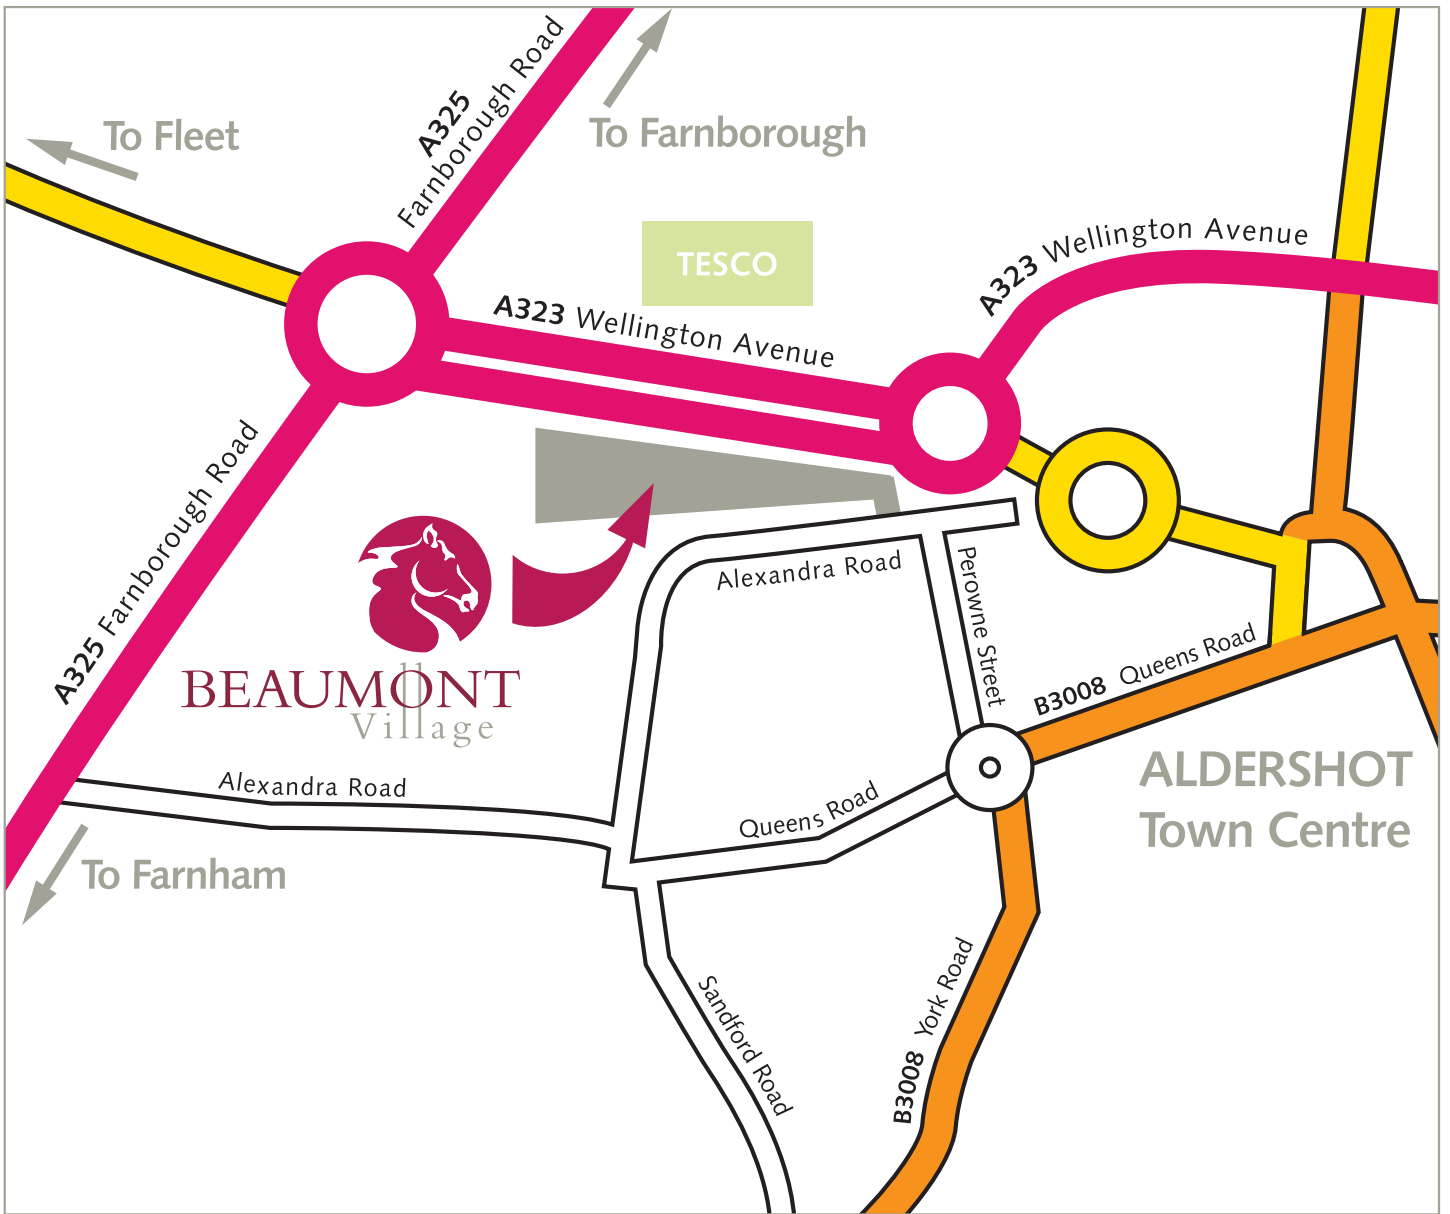 A325
Farnborough Road
To Fleet
To Farnborough
TESCO
A323 Wellington Avenue
A323 Wellington Avenue
A325 Farnborough Road
BEAUMONT
Village
Alexandra Road
Perowne Street
B3008 Queens Road
ALDERSHOT
Town Centre
Alexandra Road
Queens Road
To Farnham
Sandford Road
B3008 York Road